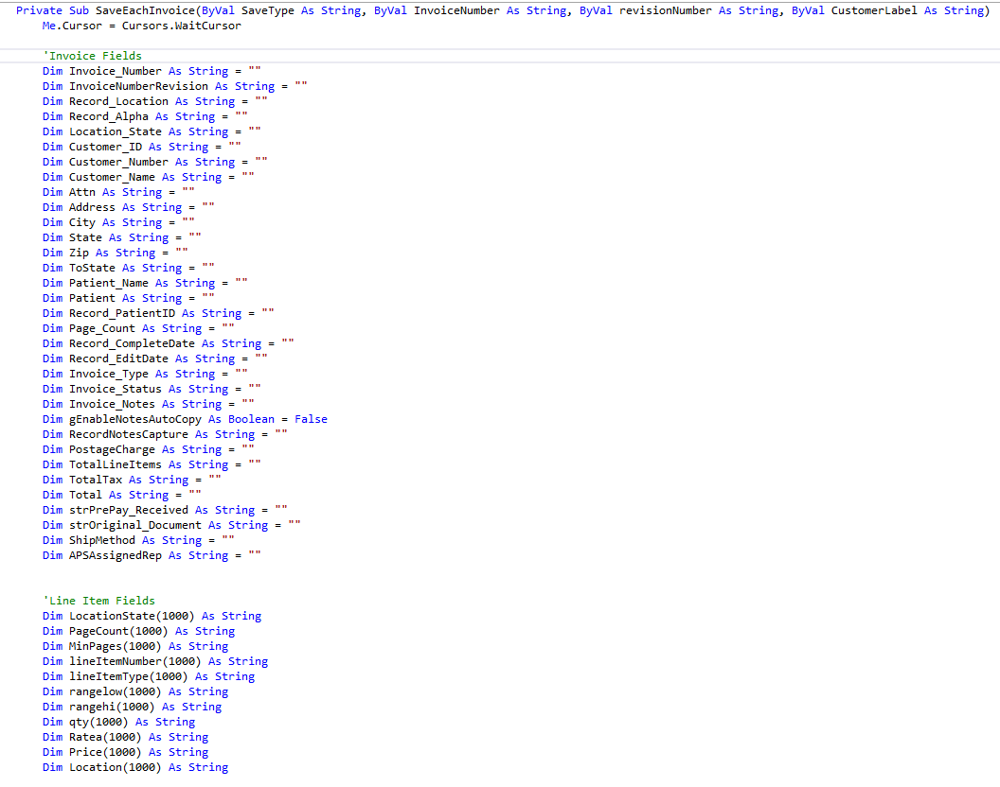 Private Sub SaveEachInvoice(ByVal SaveType As String, ByVal InvoiceNumber As String, ByVal revisionNumber As String, ByVal CustomerLabel As String)
Me.Cursor = Cursors.WaitCursor
'Invoice Fields
Dim Invoice_Number As String = ""
Dim InvoiceNumberRevision As String = ""
Dim Record_Location As String = ""
Dim Record_Alpha As String = ""
Dim Location_State As String = ""
Dim Customer_ID As String = ""
Dim Customer_Number As String = ""
Dim Customer_Name As String = ""
Dim Attn As String = ""
Dim Address As String = ""
Dim City As String = ""
Dim State As String = ""
Dim Zip As String = ""
Dim ToState As String = ""
Dim Patient_Name As String = ""
Dim Patient As String = ""
Dim Record_PatientID As String = ""
Dim Page_Count As String = ""
Dim Record_CompleteDate As String = ""
Dim Record_EditDate As String = ""
Dim Invoice_Type As String = ""
Dim Invoice_Status As String = ""
Dim Invoice_Notes As String = ""
Dim gEnableNotesAutoCopy As Boolean = False
Dim RecordNotesCapture As String = ""
Dim PostageCharge As String = ""
Dim TotalLineItems As String = ""
Dim TotalTax As String = ""
Dim Total As String = ""
Dim strPrePay_Received As String = ""
Dim strOriginal_Document As String = ""
Dim ShipMethod As String = ""
Dim APSAssignedRep As String = ""
'Line Item Fields
Dim LocationState(1000) As String
Dim PageCount(1000) As String
Dim MinPages(1000) As String
Dim lineItemNumber(1000) As String
Dim lineItemType(1000) As String
Dim rangelow(1000) As String
Dim rangehi(1000) As String
Dim qty(1000) As String
Dim Ratea(1000) As String
Dim Price(1000) As String
Dim Location(1000) As String